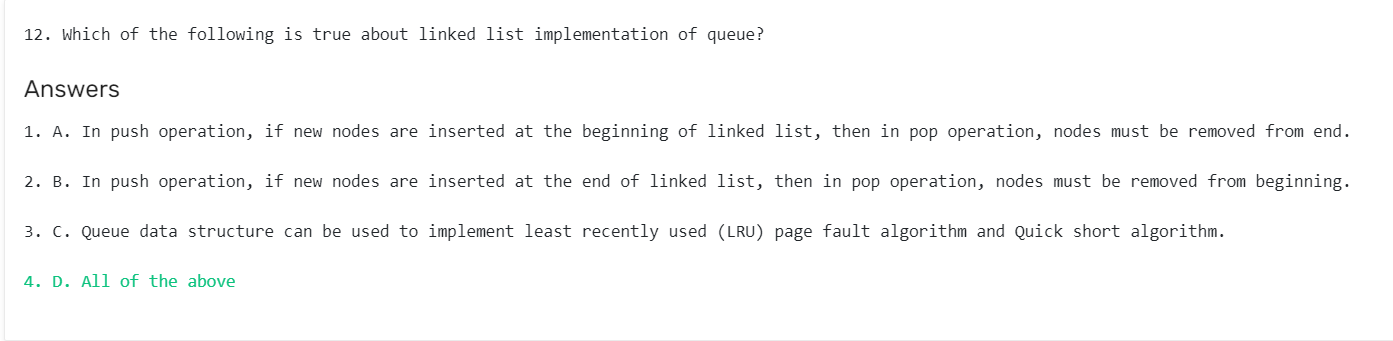 12. Which of the following is true about linked list implementation of queue?
Answers
1. A. In push operation, if new nodes are inserted at the beginning of linked list, then in pop operation, nodes must be removed from end.
2. B. In push operation, if new nodes are inserted at the end of linked list, then in pop operation, nodes must be removed from beginning.
3. C. Queue data structure can be used to implement least recently used (LRU) page fault algorithm and Quick short algorithm.
4. D. All of the above